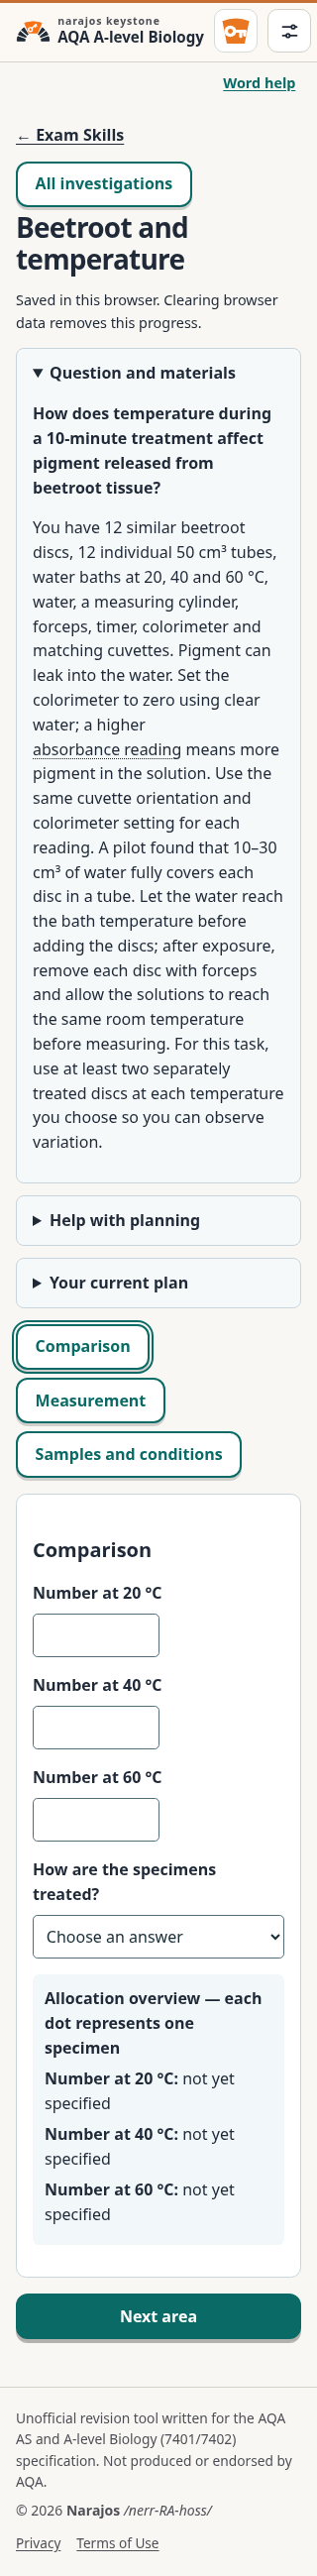 narajos keystone
AQA A-level Biology
Word help
← Exam Skills
All investigations
Beetroot and
temperature
Saved in this browser. Clearing browser
data removes this progress.
▼ Question and materials
How does temperature during
a 10-minute treatment affect
pigment released from
beetroot tissue?
You have 12 similar beetroot
discs, 12 individual 50 cm³ tubes,
water baths at 20, 40 and 60 °C,
water, a measuring cylinder,
forceps, timer, colorimeter and
matching cuvettes. Pigment can
leak into the water. Set the
colorimeter to zero using clear
water; a higher
absorbance reading means more
pigment in the solution. Use the
same cuvette orientation and
colorimeter setting for each
reading. A pilot found that 10–30
cm³ of water fully covers each
disc in a tube. Let the water reach
the bath temperature before
adding the discs; after exposure,
remove each disc with forceps
and allow the solutions to reach
the same room temperature
before measuring. For this task,
use at least two separately
treated discs at each temperature
you choose so you can observe
variation.
▶ Help with planning
▶ Your current plan
Comparison
Measurement
Samples and conditions
Comparison
Number at 20 °C
Number at 40 °C
Number at 60 °C
How are the specimens
treated?
Choose an answer
Allocation overview — each
dot represents one
specimen
Number at 20 °C: not yet
specified
Number at 40 °C: not yet
specified
Number at 60 °C: not yet
specified
Next area
Unofficial revision tool written for the AQA
AS and A-level Biology (7401/7402)
specification. Not produced or endorsed by
AQA.
© 2026 Narajos /nerr-RA-hoss/
Privacy Terms of Use